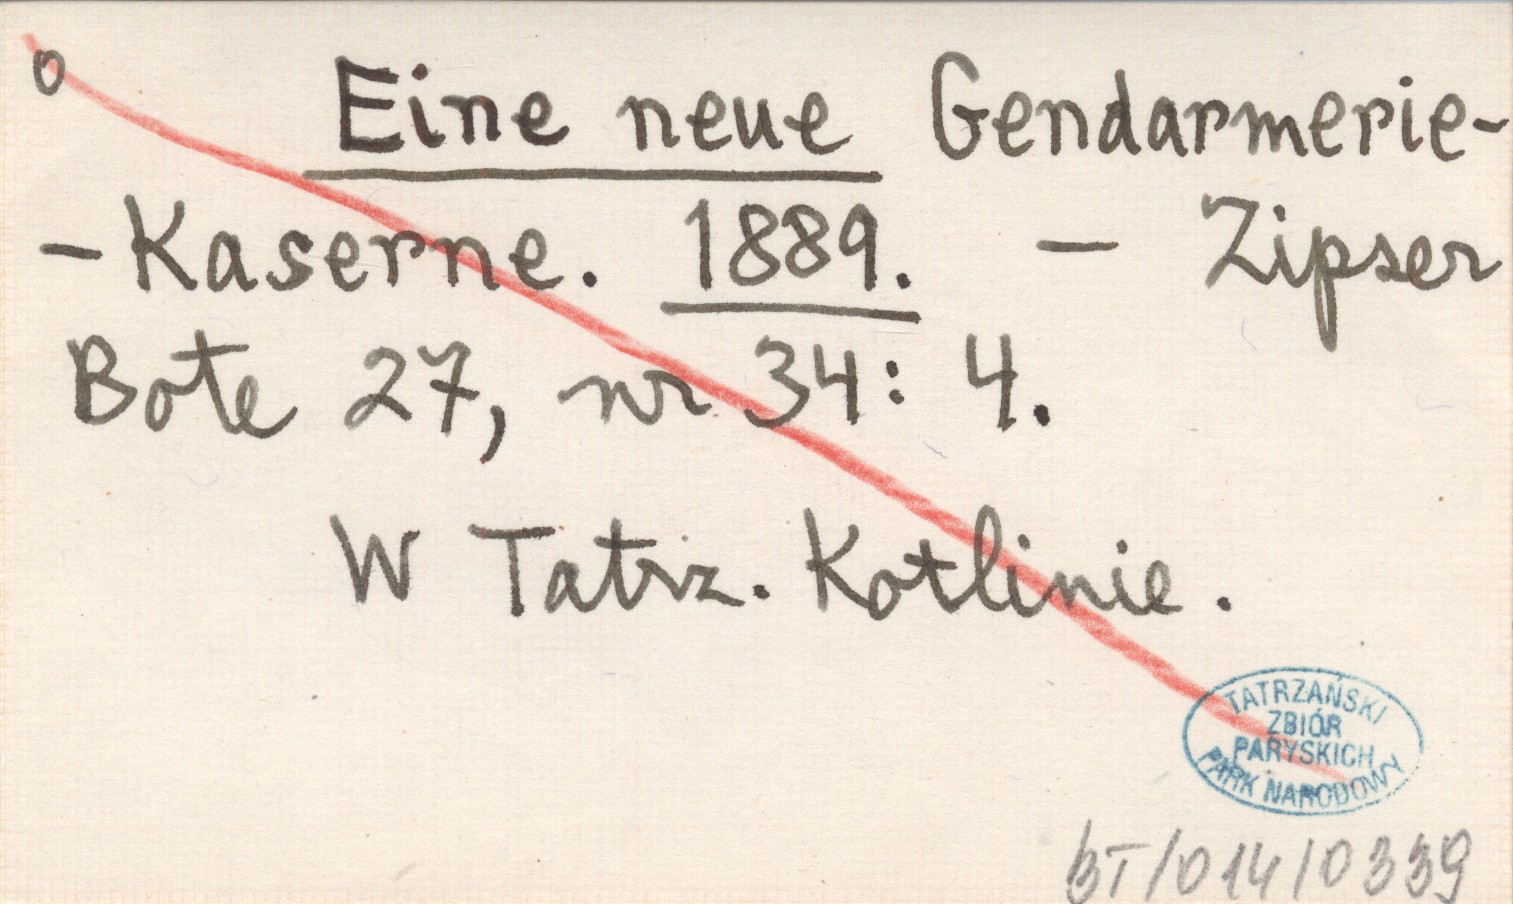 o Eine neue Gendarmerie-
-Kaserne. 1889. - Zipser
Bote 27, nr 34: 4.
W Tatrz. Kotlinie.
TATRZAŃSKI
ZBIÓR
PARYSKICH
PARK NARODOWY
BT/014/0339